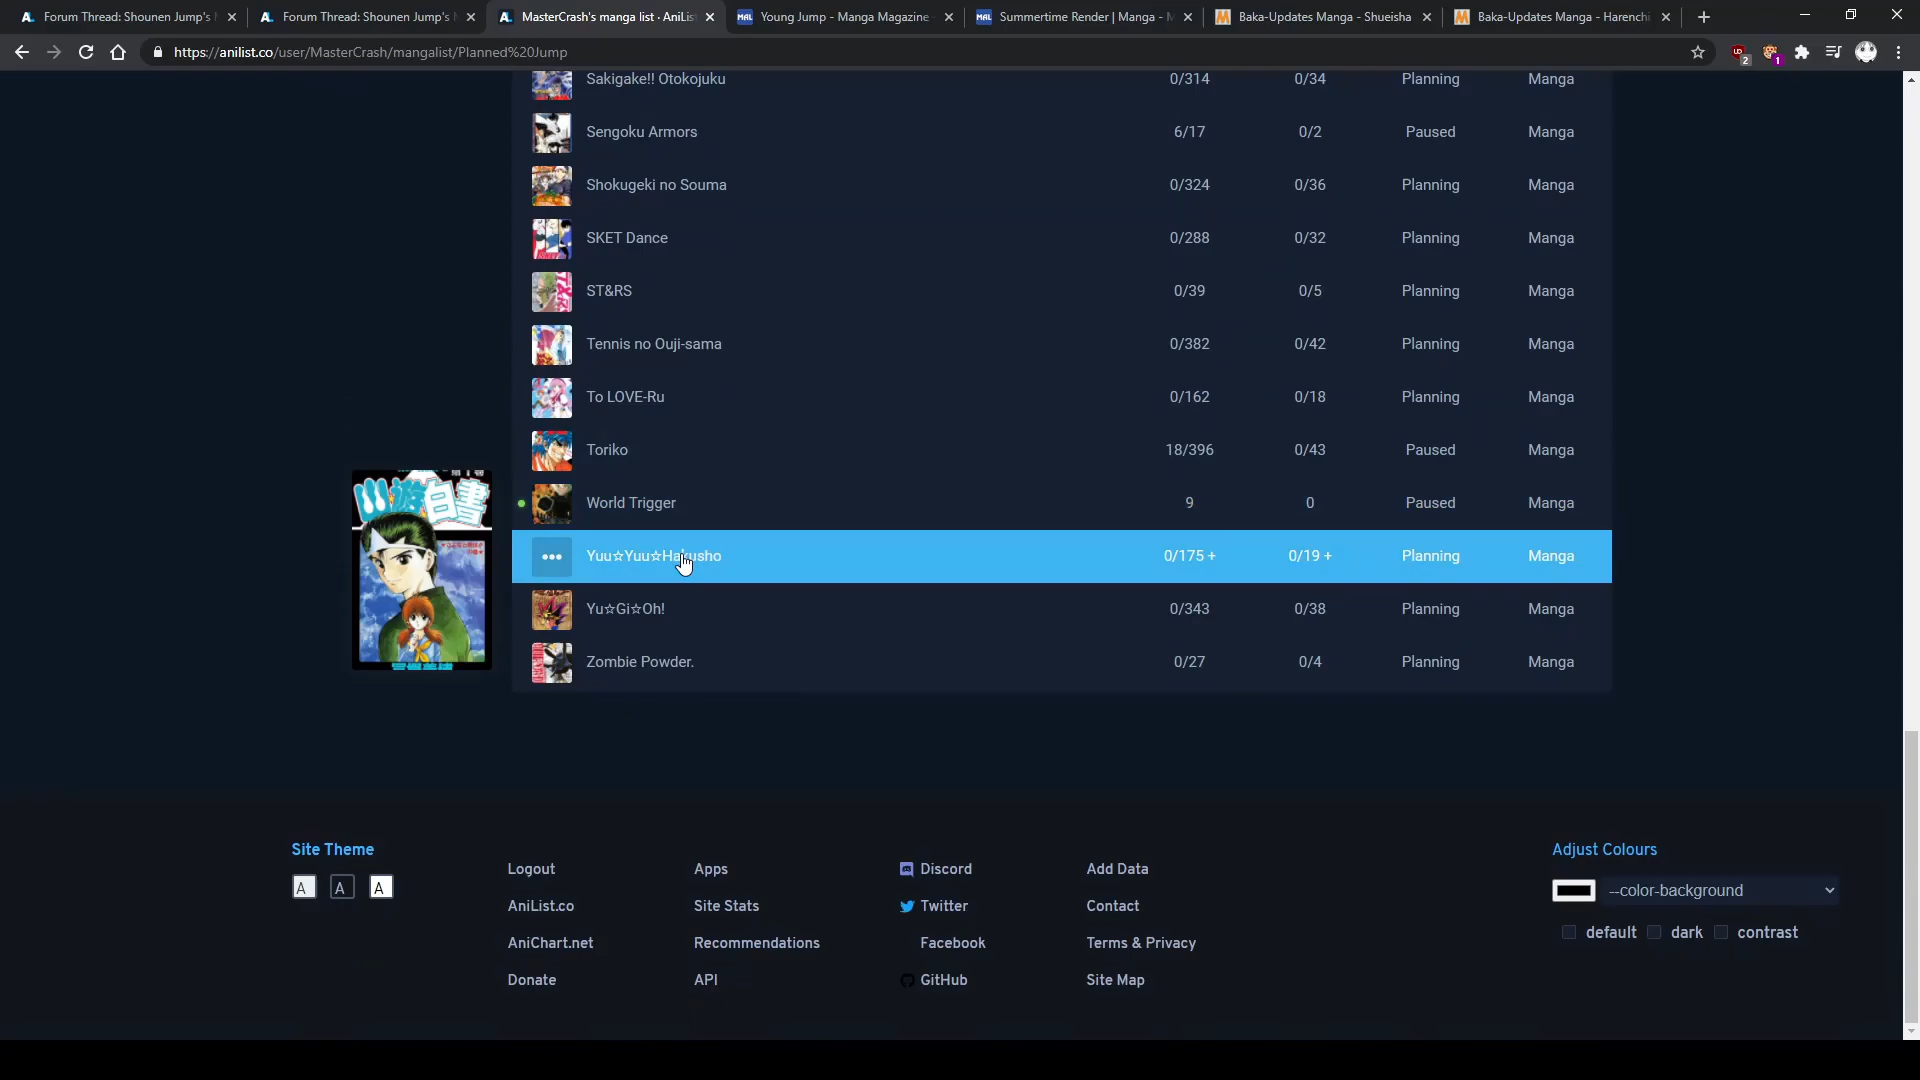 Forum Thread: Shounen Jump's
Forum Thread: Shounen Jump's
MasterCrash's manga list · AniLis
Young Jump - Manga Magazine
Summertime Render | Manga - M
Baka-Updates Manga - Shueisha
Baka-Updates Manga - Harenchi
https://anilist.co/user/MasterCrash/mangalist/Planned%20Jump
2
1
Sakigake!! Otokojuku 0/314 0/34 Planning Manga
Sengoku Armors 6/17 0/2 Paused Manga
Shokugeki no Souma 0/324 0/36 Planning Manga
SKET Dance 0/288 0/32 Planning Manga
ST&RS 0/39 0/5 Planning Manga
Tennis no Ouji-sama 0/382 0/42 Planning Manga
To LOVE-Ru 0/162 0/18 Planning Manga
Toriko 18/396 0/43 Paused Manga
World Trigger 9 0 Paused Manga
幽遊白書
Yuu☆Yuu☆Hakusho 0/175 + 0/19 + Planning Manga
Yu☆Gi☆Oh! 0/343 0/38 Planning Manga
Zombie Powder. 0/27 0/4 Planning Manga
Site Theme
A A A
Logout
AniList.co
AniChart.net
Donate
Apps
Site Stats
Recommendations
API
Discord
Twitter
Facebook
GitHub
Add Data
Contact
Terms & Privacy
Site Map
Adjust Colours
--color-background
default dark contrast